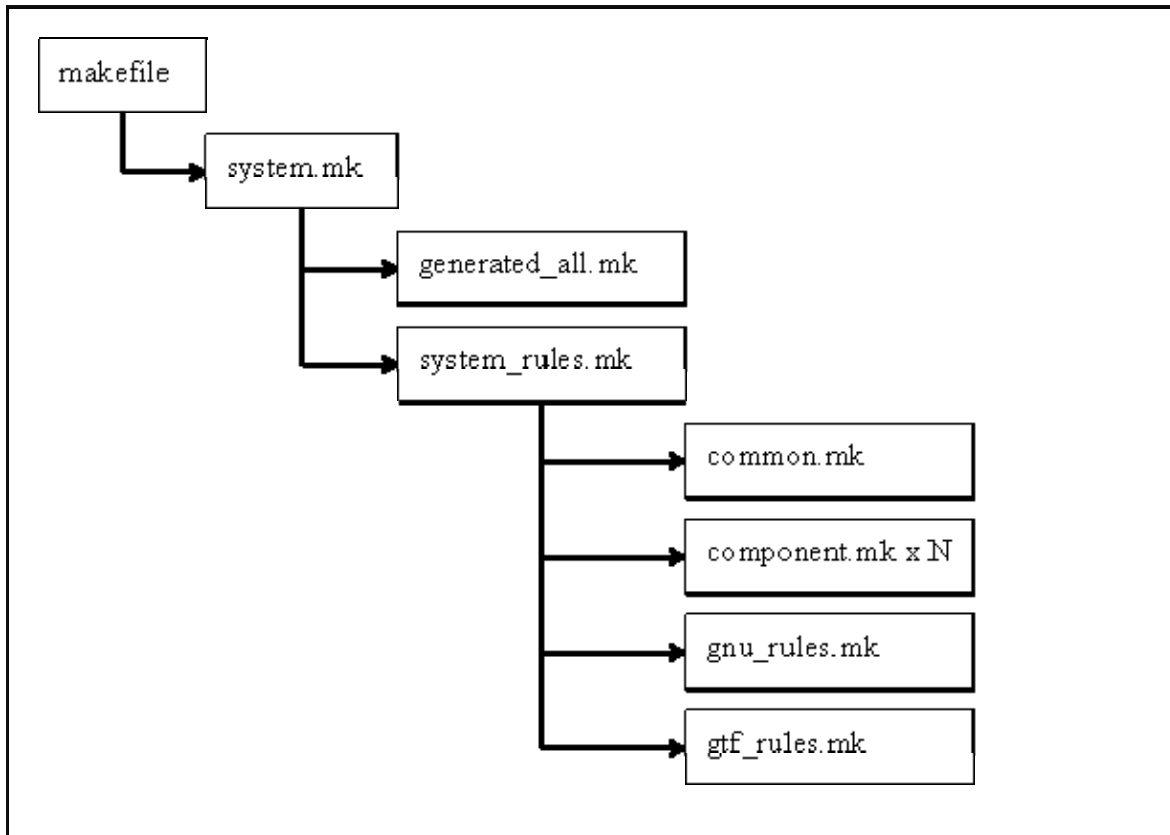 makefile
system.mk
generated_all.mk
system_rules.mk
common.mk
component.mk x N
gnu_rules.mk
gtf_rules.mk